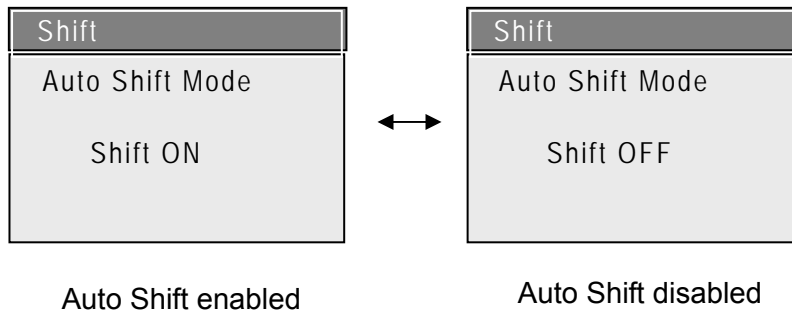 Shift
Auto Shift Mode
Shift ON
Auto Shift enabled
Shift
Auto Shift Mode
Shift OFF
Auto Shift disabled